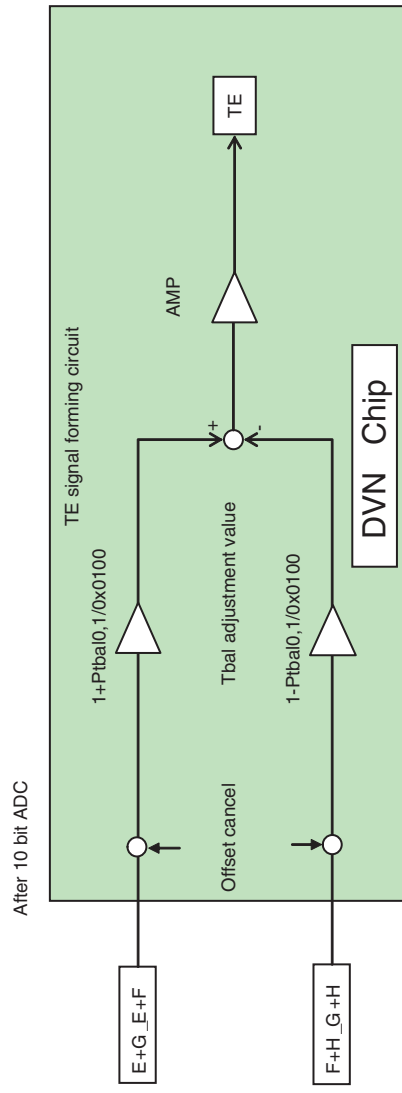 After 10 bit ADC
TE signal forming circuit
E+G_E+F
1+Ptbal0,1/0x0100
AMP
+
TE
Offset cancel
Tbal adjustment value
-
F+H_G+H
1-Ptbal0,1/0x0100
DVN Chip